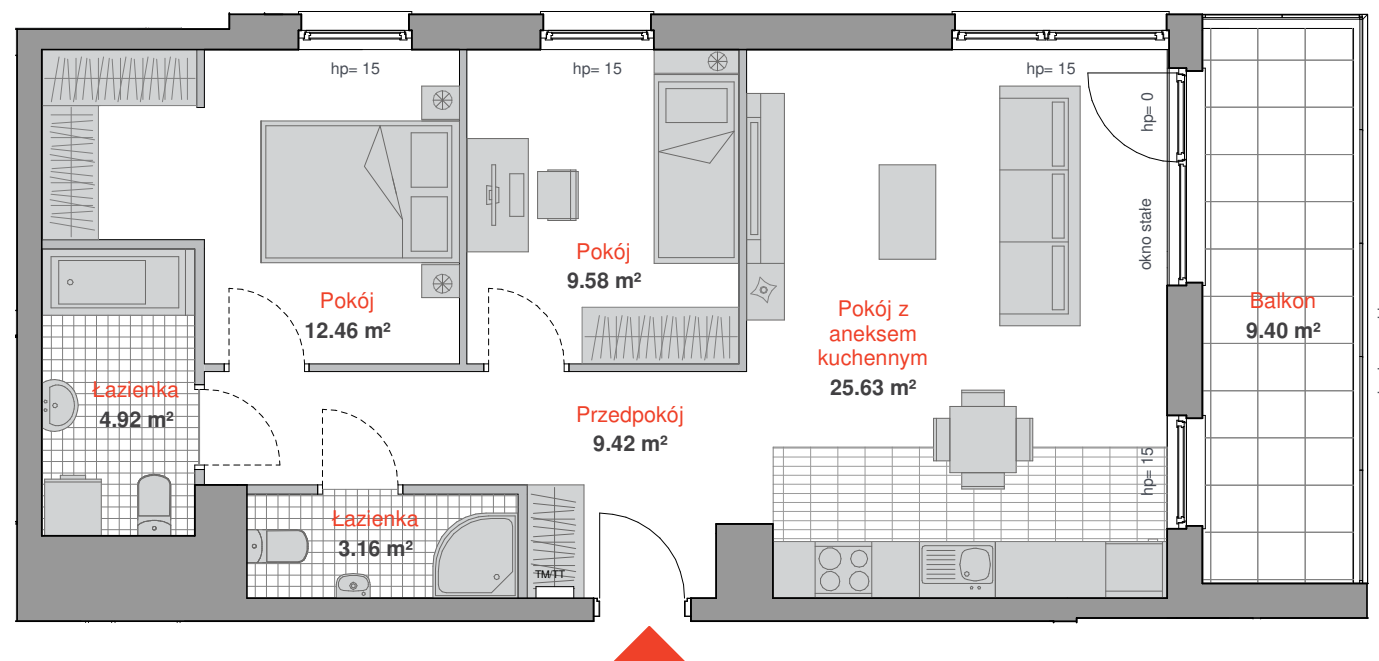 hp= 15
hp= 15
hp= 15
hp= 0
okno stałe
Pokój
9.58 m²
Pokój
12.46 m²
Pokój z
aneksem
kuchennym
25.63 m²
Balkon
9.40 m²
Łazienka
4.92 m²
Przedpokój
9.42 m²
hp= 15
Łazienka
3.16 m²
TM/TT